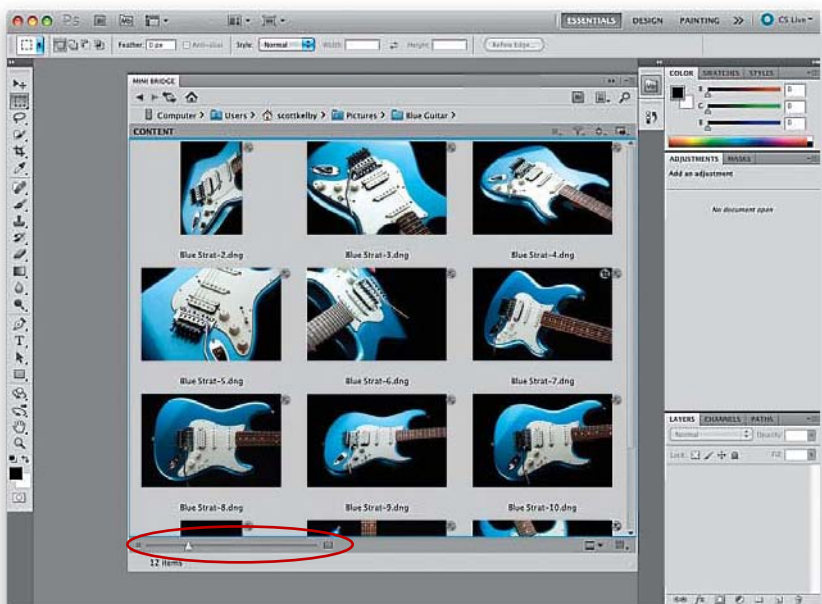 Ps Mb
ESSENTIALS DESIGN PAINTING >> CS Live
Feather: 0 px Anti-alias Style: Normal Width: Height: Refine Edge...
MINI BRIDGE
Computer > Users > scottkelby > Pictures > Blue Guitar >
CONTENT
Blue Strat-2.dng Blue Strat-3.dng Blue Strat-4.dng
Blue Strat-5.dng Blue Strat-6.dng Blue Strat-7.dng
Blue Strat-8.dng Blue Strat-9.dng Blue Strat-10.dng
12 items
COLOR SWATCHES STYLES
0
C 0
0
ADJUSTMENTS MASKS
Add an adjustment
No document open
LAYERS CHANNELS PATHS
Normal Opacity:
Lock: Fill:
fx